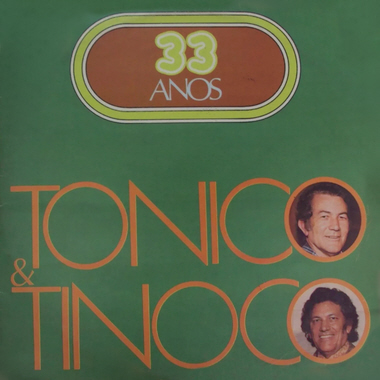 33
ANOS
TONICO
&
TINOCO